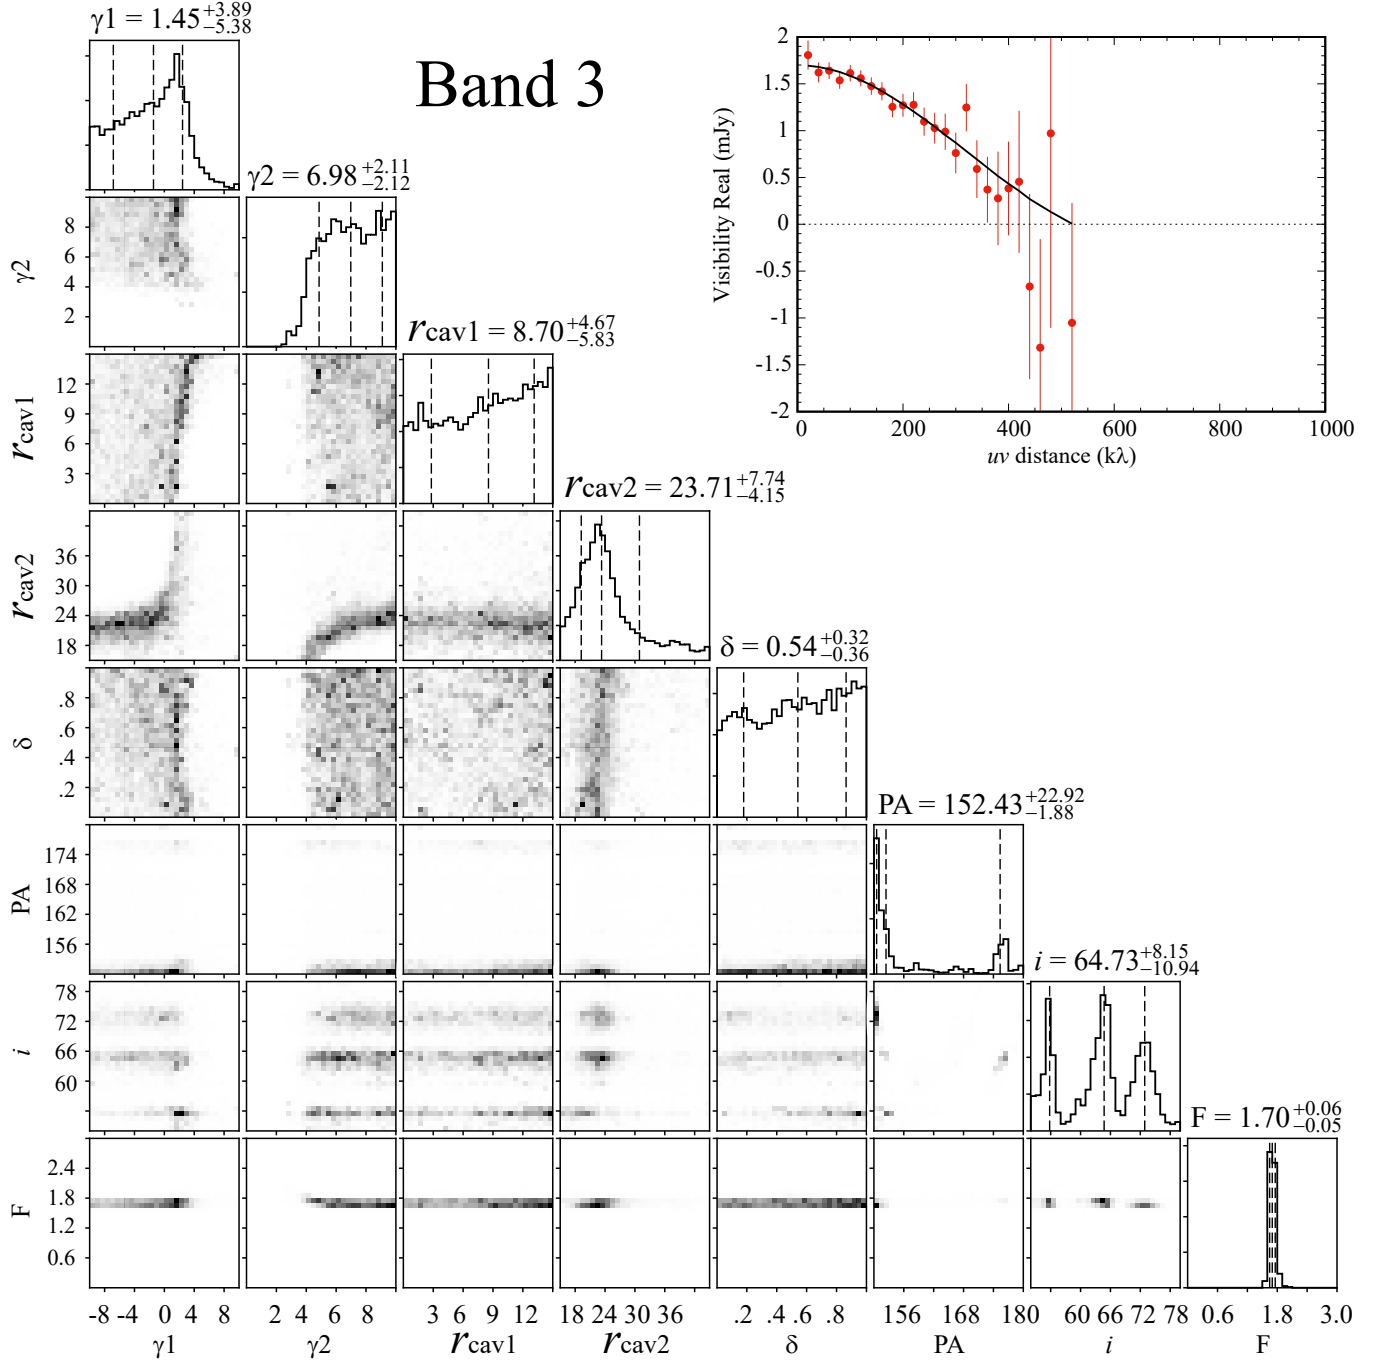 γ1 = 1.45 +3.89 −5.38
Band 3
γ2 = 6.98 +2.11 −2.12
rcav1 = 8.70 +4.67 −5.83
rcav2 = 23.71 +7.74 −4.15
δ = 0.54 +0.32 −0.36
PA = 152.43 +22.92 −1.88
i = 64.73 +8.15 −10.94
F = 1.70 +0.06 −0.05
Visibility Real (mJy)
2
1.5
1
0.5
0
-0.5
-1
-1.5
-2
0 200 400 600 800 1000
uv distance (kλ)
γ2
8
6
4
2
rcav1
12
9
6
3
rcav2
36
30
24
18
δ
.8
.6
.4
.2
PA
174
168
162
156
i
78
72
66
60
F
2.4
1.8
1.2
0.6
-8 -4 0 4 8
2 4 6 8
3 6 9 12
18 24 30 36
.2 .4 .6 .8
156 168 180
60 66 72 78
0.6 1.8 3.0
γ1 γ2 rcav1 rcav2 δ PA i F